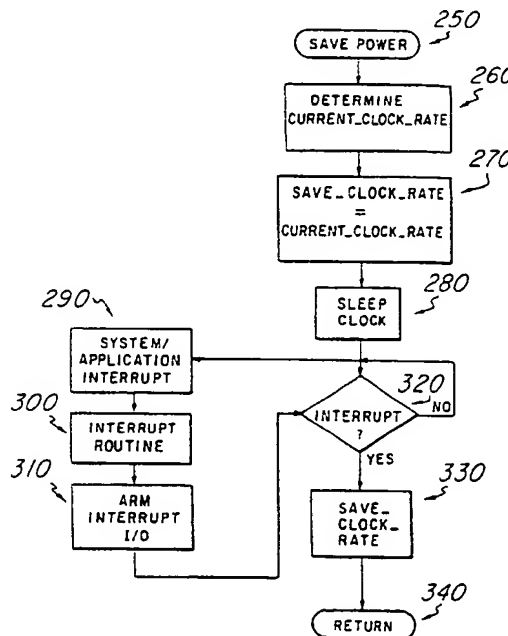 SAVE POWER
250
DETERMINE
CURRENT_CLOCK_RATE
260
SAVE_CLOCK_RATE
=
CURRENT_CLOCK_RATE
270
SLEEP
CLOCK
280
290
SYSTEM/
APPLICATION
INTERRUPT
300
INTERRUPT
ROUTINE
310
ARM
INTERRUPT
I/O
320
INTERRUPT
?
NO
YES
330
SAVE_
CLOCK_
RATE
RETURN
340